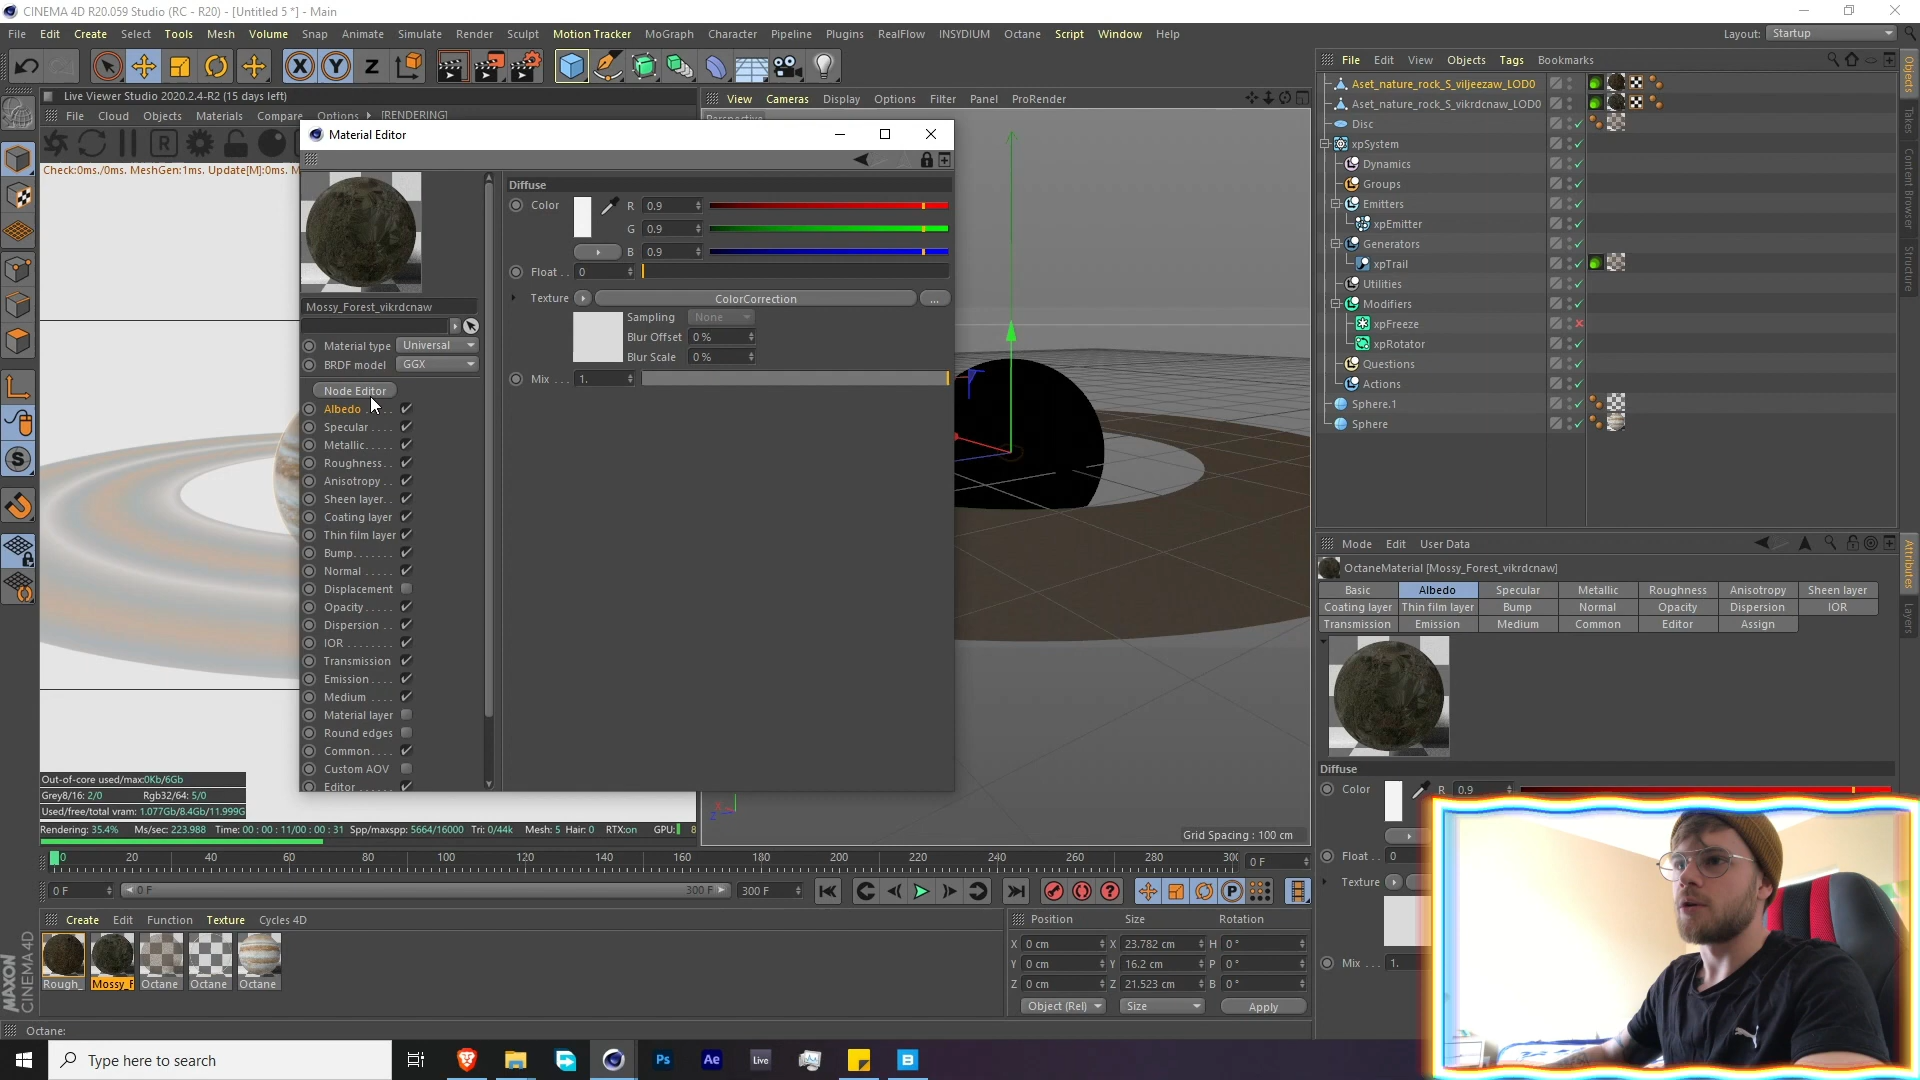 CINEMA 4D R20.059 Studio (RC - R20) - [Untitled 5 *] - Main
File Edit Create Select Tools Mesh Volume Snap Animate Simulate Render Sculpt Motion Tracker MoGraph Character Pipeline Plugins RealFlow INSYDIUM Octane Script Window Help
Layout: Startup
Live Viewer Studio 2020.2.4-R2 (15 days left)
File Cloud Objects Materials Compare Options [RENDERING]
Check:0ms./0ms. MeshGen:1ms. Update[M]:0ms. M
Material Editor
Mossy_Forest_vikrdcnaw
Material type Universal
BRDF model GGX
Node Editor
Albedo
Specular
Metallic
Roughness
Anisotropy
Sheen layer
Coating layer
Thin film layer
Bump
Normal
Displacement
Opacity
Dispersion
IOR
Transmission
Emission
Medium
Material layer
Round edges
Common
Custom AOV
Editor
Diffuse
Color R 0.9
G 0.9
B 0.9
Float 0
Texture ColorCorrection ...
Sampling None
Blur Offset 0 %
Blur Scale 0 %
Mix 1.
View Cameras Display Options Filter Panel ProRender
Perspective
Grid Spacing : 100 cm
File Edit View Objects Tags Bookmarks
Aset_nature_rock_S_viljeezaw_LOD0
Aset_nature_rock_S_vikrdcnaw_LOD0
Disc
xpSystem
Dynamics
Groups
Emitters
xpEmitter
Generators
xpTrail
Utilities
Modifiers
xpFreeze
xpRotator
Questions
Actions
Sphere.1
Sphere
Objects
Takes
Content Browser
Structure
Mode Edit User Data
OctaneMaterial [Mossy_Forest_vikrdcnaw]
Basic Albedo Specular Metallic Roughness Anisotropy Sheen layer
Coating layer Thin film layer Bump Normal Opacity Dispersion IOR
Transmission Emission Medium Common Editor Assign
Diffuse
Color R 0.9
Float 0
Texture
Mix 1.
Attributes
Layers
Out-of-core used/max:0Kb/6Gb
Grey8/16: 2/0 Rgb32/64: 5/0
Used/free/total vram: 1.077Gb/8.4Gb/11.999G
Rendering: 35.4% Ms/sec: 223.988 Time: 00 : 00 : 11/00 : 00 : 31 Spp/maxspp: 5664/16000 Tri: 0/44k Mesh: 5 Hair: 0 RTX:on GPU: 8
0 20 40 60 80 100 120 140 160 180 200 220 240 260 280 30
0 F
0 F 0 F 300 F 300 F
Create Edit Function Texture Cycles 4D
Rough_ Mossy_F Octane Octane Octane
Position Size Rotation
X 0 cm X 23.782 cm H 0 °
Y 0 cm Y 16.2 cm P 0 °
Z 0 cm Z 21.523 cm B 0 °
Object (Rel) Size Apply
MAXON CINEMA 4D
Octane:
Type here to search
Ps Ae Live B